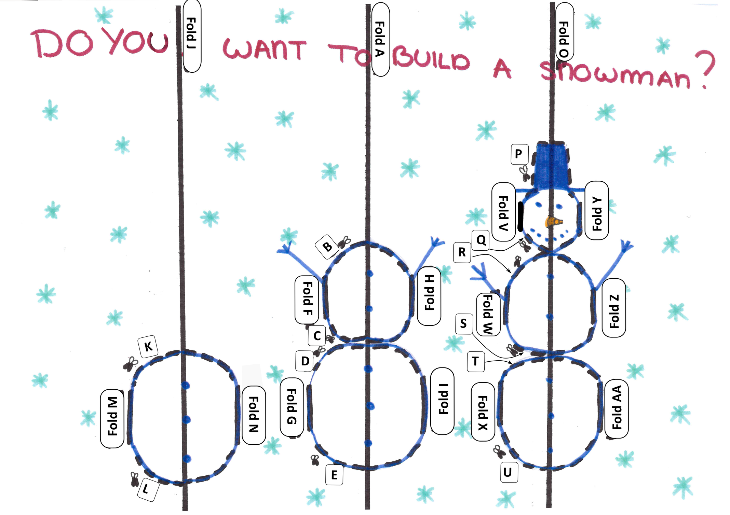 DO YOU WANT TO BUILD A SNOWMAN?
Fold J
Fold A
Fold O
P
Fold V
Fold Y
Q
R
B
Fold F
Fold H
Fold W
Fold Z
C
S
D
T
K
Fold M
Fold N
Fold G
Fold I
Fold X
Fold AA
L
E
U